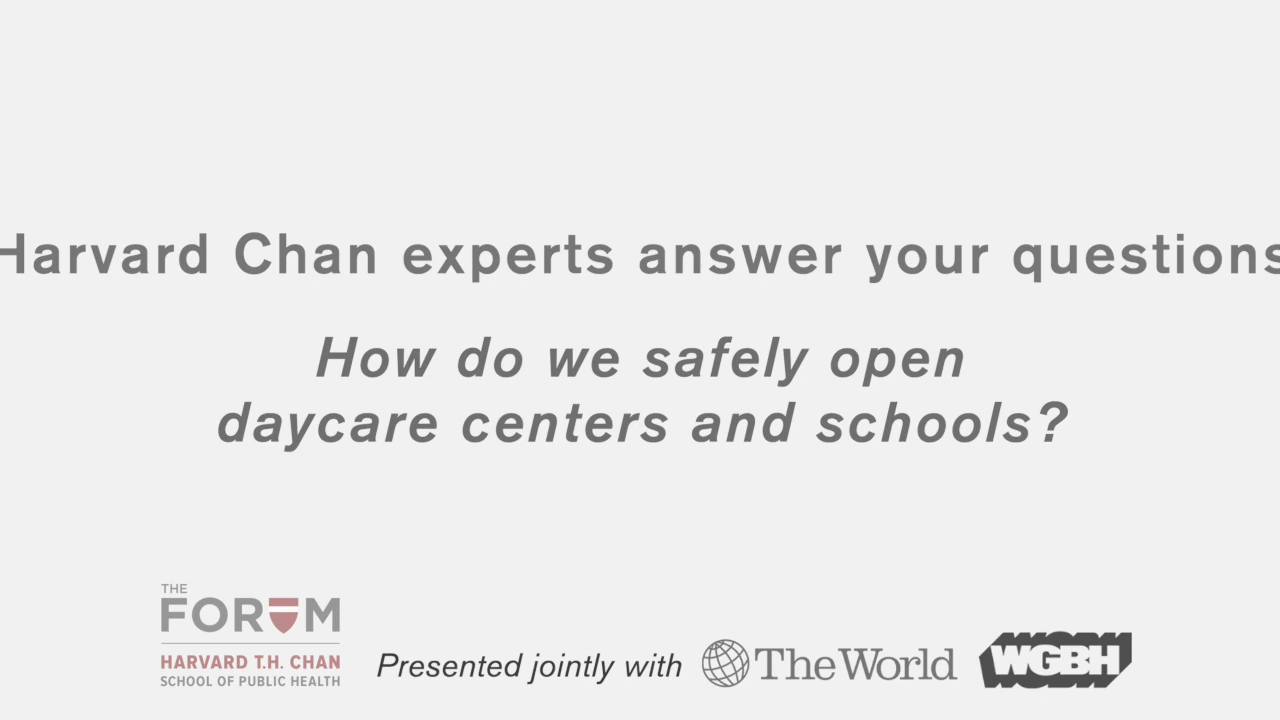 Harvard Chan experts answer your questions
How do we safely open
daycare centers and schools?
THE
FORUM
HARVARD T.H. CHAN
SCHOOL OF PUBLIC HEALTH
Presented jointly with
The World
WGBH